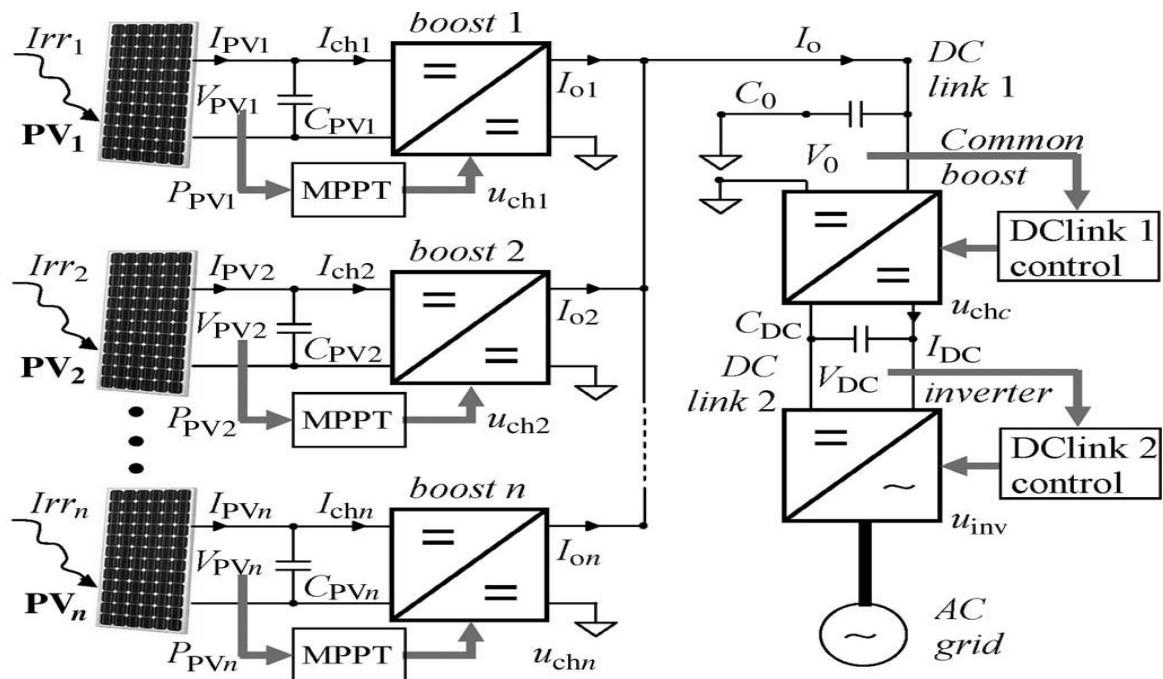 Irr1
IPV1
Ich1
boost 1
Io1
VPV1
CPV1
PV1
PPV1
MPPT
uch1
Irr2
IPV2
Ich2
boost 2
Io2
VPV2
CPV2
PV2
PPV2
MPPT
uch2
Irrn
IPVn
Ichn
boost n
Ion
VPVn
CPVn
PVn
PPVn
MPPT
uchn
Io
DC
link 1
C0
V0
Common
boost
DClink 1
control
uchc
CDC
IDC
DC
link 2
VDC
inverter
DClink 2
control
uinv
AC
grid